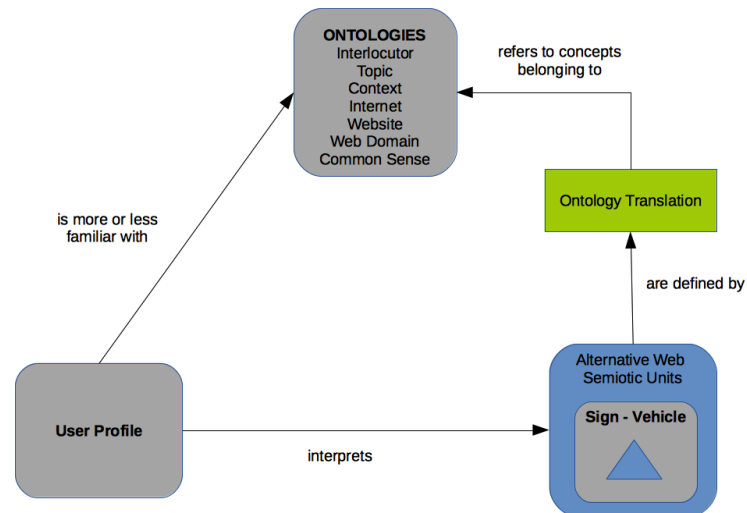 ONTOLOGIES
Interlocutor
Topic
Context
Internet
Website
Web Domain
Common Sense
refers to concepts
belonging to
Ontology Translation
is more or less
familiar with
are defined by
Alternative Web
Semiotic Units
Sign - Vehicle
User Profile
interprets